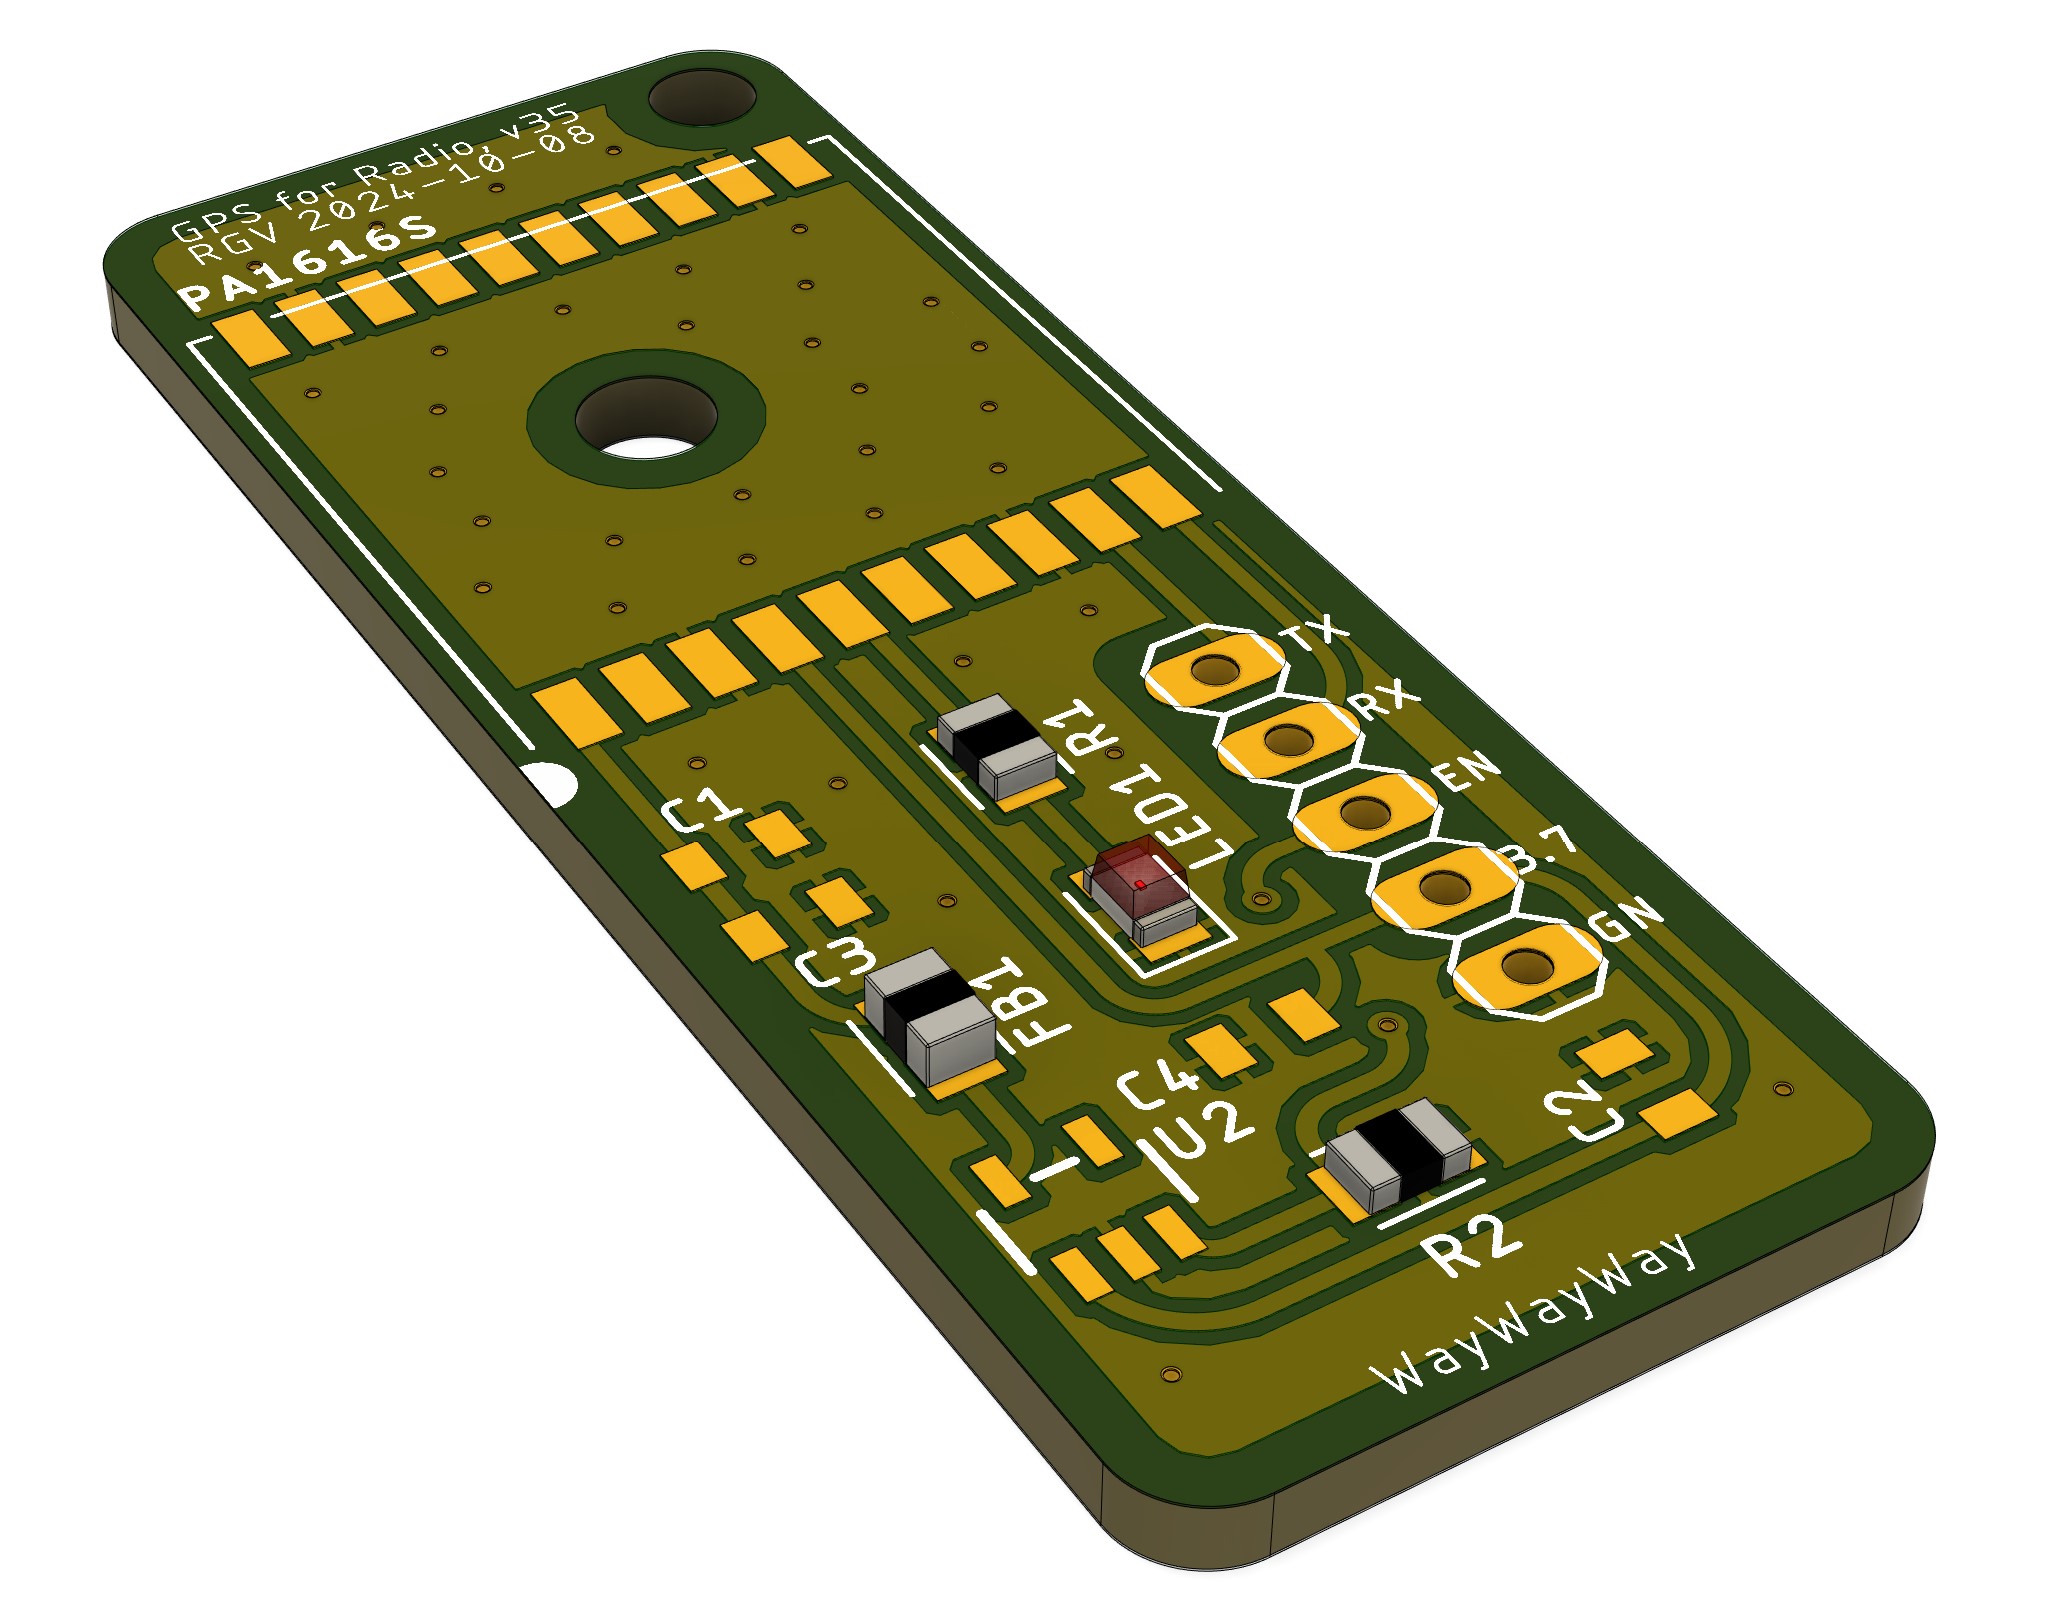 GPS for Radio, v35
RGV 2024-10-08
PA1616S
TX
RX
EN
3.7
GN
R1
LED1
C1
C3
FB1
C4
U2
C2
R2
WayWayWay